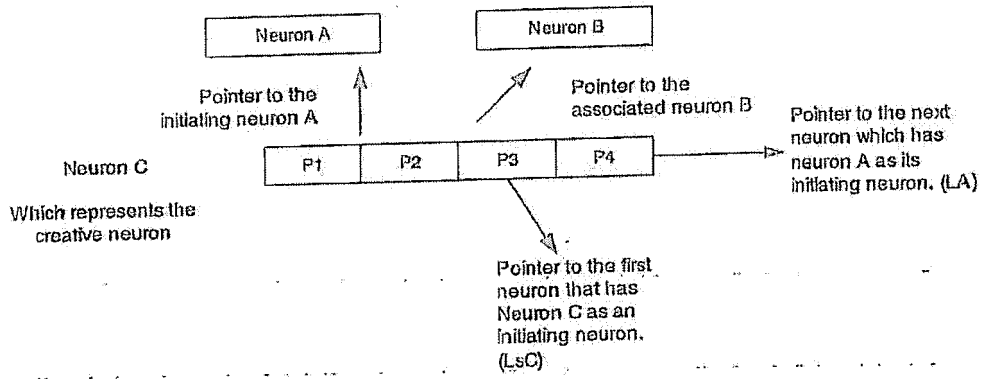 Neuron A
Neuron B
Pointer to the
initiating neuron A
Pointer to the
associated neuron B
Pointer to the next
neuron which has
neuron A as its
initiating neuron. (LA)
Neuron C
P1
P2
P3
P4
Which represents the
creative neuron
Pointer to the first
neuron that has
Neuron C as an
initiating neuron.
(LsC)